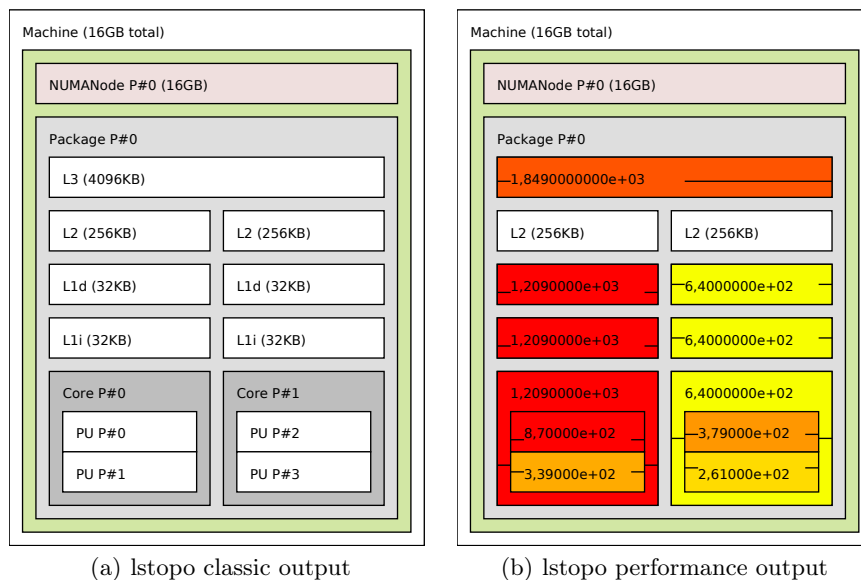 Machine (16GB total)
NUMANode P#0 (16GB)
Package P#0
L3 (4096KB)
L2 (256KB)
L2 (256KB)
L1d (32KB)
L1d (32KB)
L1i (32KB)
L1i (32KB)
Core P#0
Core P#1
PU P#0
PU P#2
PU P#1
PU P#3
(a) lstopo classic output
Machine (16GB total)
NUMANode P#0 (16GB)
Package P#0
1,8490000000e+03
L2 (256KB)
L2 (256KB)
1,2090000e+03
6,4000000e+02
1,2090000e+03
6,4000000e+02
1,2090000e+03
6,4000000e+02
8,70000e+02
3,79000e+02
3,39000e+02
2,61000e+02
(b) lstopo performance output